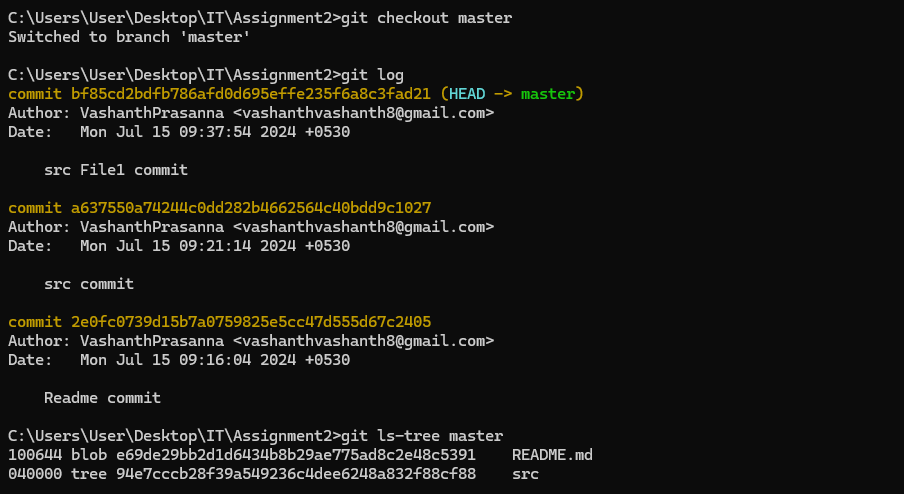 C:\Users\User\Desktop\IT\Assignment2>git checkout master
Switched to branch 'master'
C:\Users\User\Desktop\IT\Assignment2>git log
commit bf85cd2bdfb786afd0d695effe235f6a8c3fad21 (HEAD -> master)
Author: VashanthPrasanna <vashanthvashanth8@gmail.com>
Date:   Mon Jul 15 09:37:54 2024 +0530
    src File1 commit
commit a637550a74244c0dd282b4662564c40bdd9c1027
Author: VashanthPrasanna <vashanthvashanth8@gmail.com>
Date:   Mon Jul 15 09:21:14 2024 +0530
    src commit
commit 2e0fc0739d15b7a0759825e5cc47d555d67c2405
Author: VashanthPrasanna <vashanthvashanth8@gmail.com>
Date:   Mon Jul 15 09:16:04 2024 +0530
    Readme commit
C:\Users\User\Desktop\IT\Assignment2>git ls-tree master
100644 blob e69de29bb2d1d6434b8b29ae775ad8c2e48c5391    README.md
040000 tree 94e7cccb28f39a549236c4dee6248a832f88cf88    src